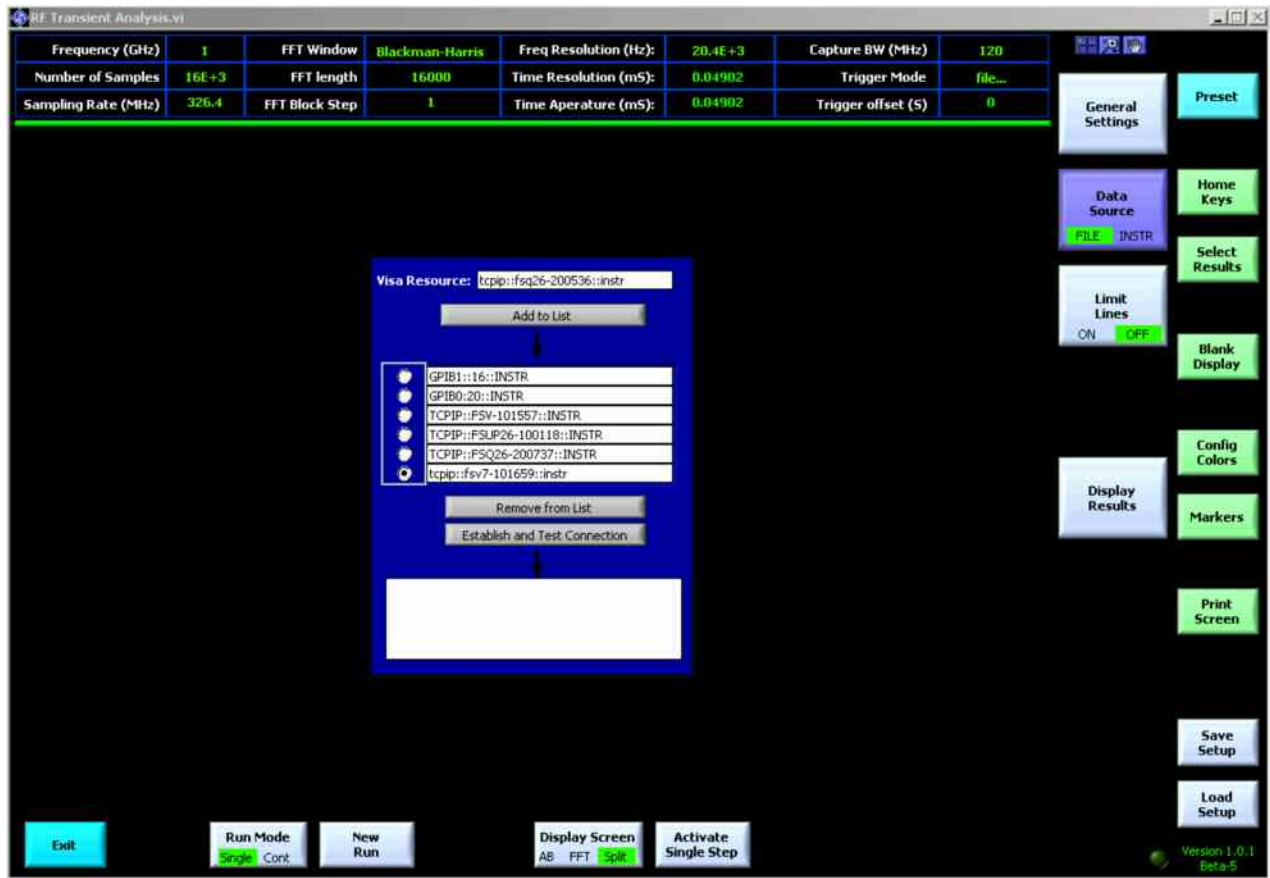 RF Transient Analysis.vi
Frequency (GHz) 1 FFT Window Blackman-Harris Freq Resolution (Hz): 20.4E+3 Capture BW (MHz) 120
Number of Samples 16E+3 FFT length 16000 Time Resolution (mS): 0.04902 Trigger Mode file...
Sampling Rate (MHz) 326.4 FFT Block Step 1 Time Aperature (mS): 0.04902 Trigger offset (S) 0
General
Settings
Preset
Data
Source
FILE INSTR
Home
Keys
Select
Results
Limit
Lines
ON OFF
Blank
Display
Visa Resource: tcpip::fsq26-200536::instr
Add to List
GPIB1::16::INSTR
GPIB0:20::INSTR
TCPIP::FSV-101557::INSTR
TCPIP::FSUP26-100118::INSTR
TCPIP::FSQ26-200737::INSTR
tcpip::fsv7-101659::instr
Remove from List
Establish and Test Connection
Config
Colors
Display
Results
Markers
Print
Screen
Save
Setup
Load
Setup
Exit
Run Mode
Single Cont
New
Run
Display Screen
AB FFT Split
Activate
Single Step
Version 1.0.1
Beta-5